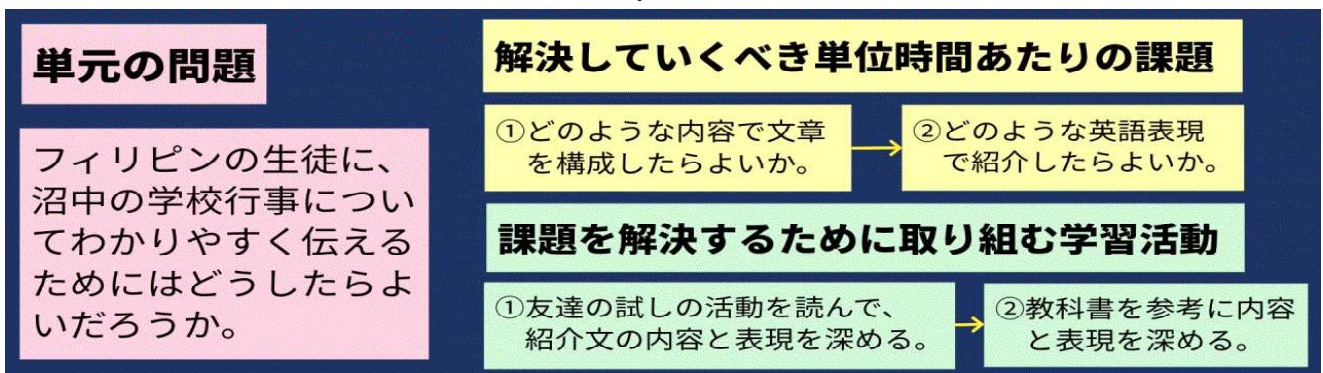 単元の問題
フィリピンの生徒に、
沼中の学校行事につい
てわかりやすく伝える
ためにはどうしたらよ
いだろうか。
解決していくべき単位時間あたりの課題
①どのような内容で文章
を構成したらよいか。
②どのような英語表現
で紹介したらよいか。
課題を解決するために取り組む学習活動
①友達の試しの活動を読んで、
紹介文の内容と表現を深める。
②教科書を参考に内容
と表現を深める。